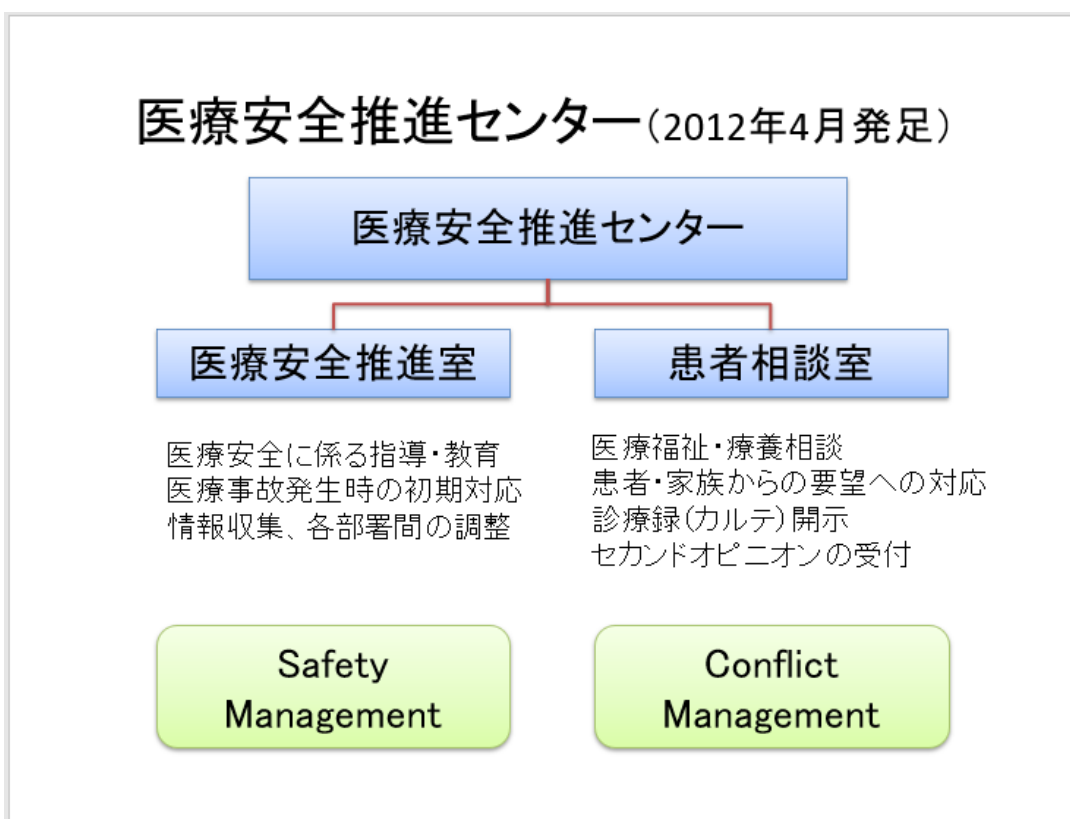 医療安全推進センター(2012年4月発足)
医療安全推進センター
医療安全推進室
患者相談室
医療安全に係る指導・教育
医療事故発生時の初期対応
情報収集、各部署間の調整
医療福祉・療養相談
患者・家族からの要望への対応
診療録(カルテ)開示
セカンドオピニオンの受付
Safety
Management
Conflict
Management